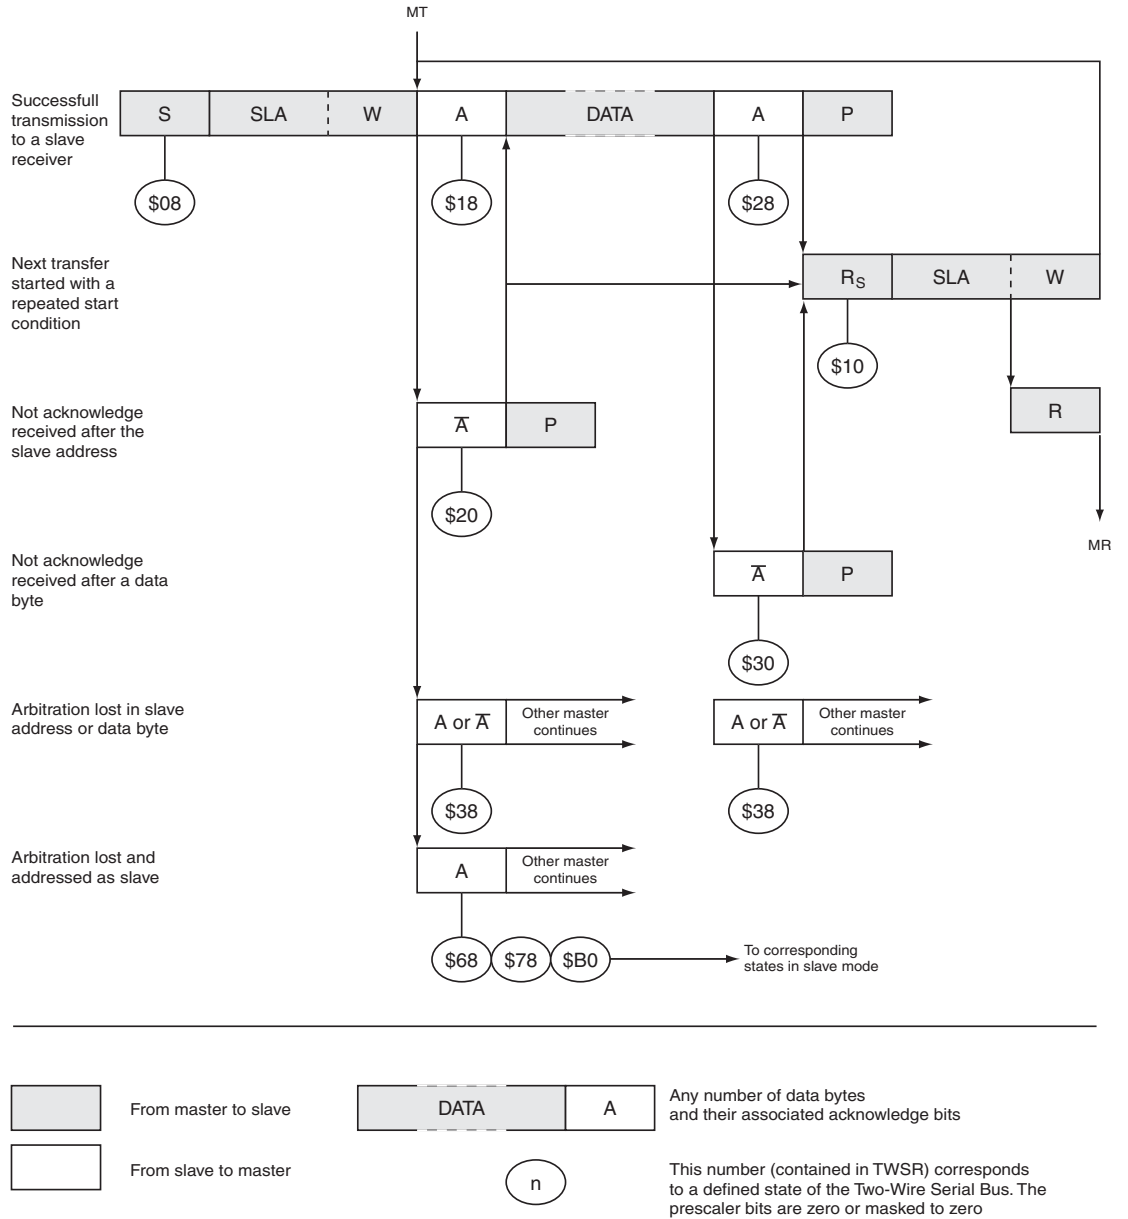 MT
Successfull
transmission
to a slave
receiver
S SLA W A DATA A P
$08 $18 $28
Next transfer
started with a
repeated start
condition
RS SLA W
$10
Not acknowledge
received after the
slave address
A̅ P
R
$20
MR
Not acknowledge
received after a data
byte
A̅ P
$30
Arbitration lost in slave
address or data byte
A or A̅
Other master
continues
A or A̅
Other master
continues
$38 $38
Arbitration lost and
addressed as slave
A
Other master
continues
$68 $78 $B0
To corresponding
states in slave mode
From master to slave
DATA A
Any number of data bytes
and their associated acknowledge bits
From slave to master
n
This number (contained in TWSR) corresponds
to a defined state of the Two-Wire Serial Bus. The
prescaler bits are zero or masked to zero